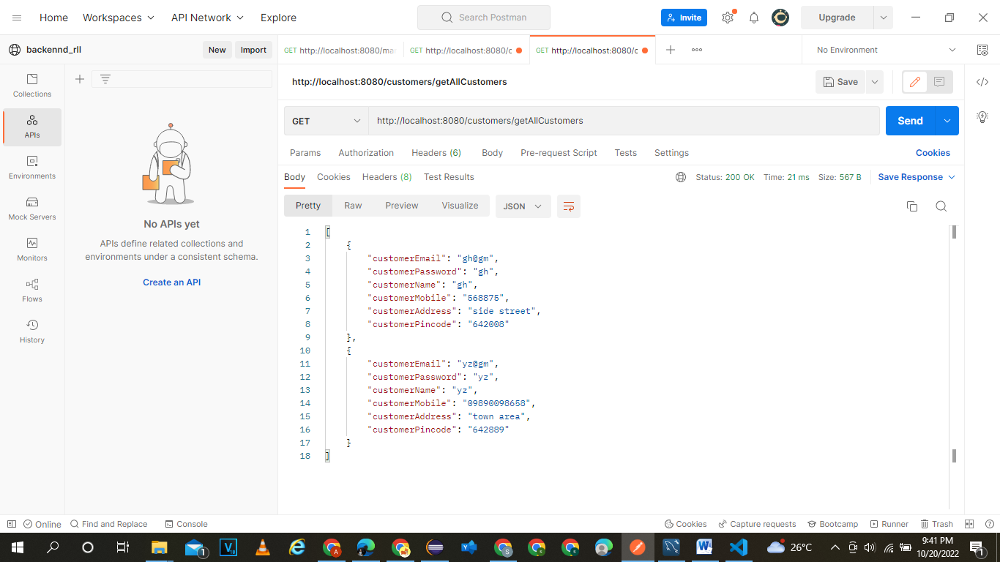 Home Workspaces API Network Explore Search Postman Invite Upgrade
backennd_rll New Import GET http://localhost:8080/ma GET http://localhost:8080/c GET http://localhost:8080/c No Environment
Collections
APIs
Environments
Mock Servers
Monitors
Flows
History
No APIs yet
APIs define related collections and
environments under a consistent schema.
Create an API
http://localhost:8080/customers/getAllCustomers Save
GET http://localhost:8080/customers/getAllCustomers Send
Params Authorization Headers (6) Body Pre-request Script Tests Settings Cookies
Body Cookies Headers (8) Test Results Status: 200 OK Time: 21 ms Size: 567 B Save Response
Pretty Raw Preview Visualize JSON
1 [
2 {
3 "customerEmail": "gh@gm",
4 "customerPassword": "gh",
5 "customerName": "gh",
6 "customerMobile": "568875",
7 "customerAddress": "side street",
8 "customerPincode": "642008"
9 },
10 {
11 "customerEmail": "yz@gm",
12 "customerPassword": "yz",
13 "customerName": "yz",
14 "customerMobile": "09890098658",
15 "customerAddress": "town area",
16 "customerPincode": "642889"
17 }
18 ]
Online Find and Replace Console Cookies Capture requests Bootcamp Runner Trash
26°C 9:41 PM
10/20/2022